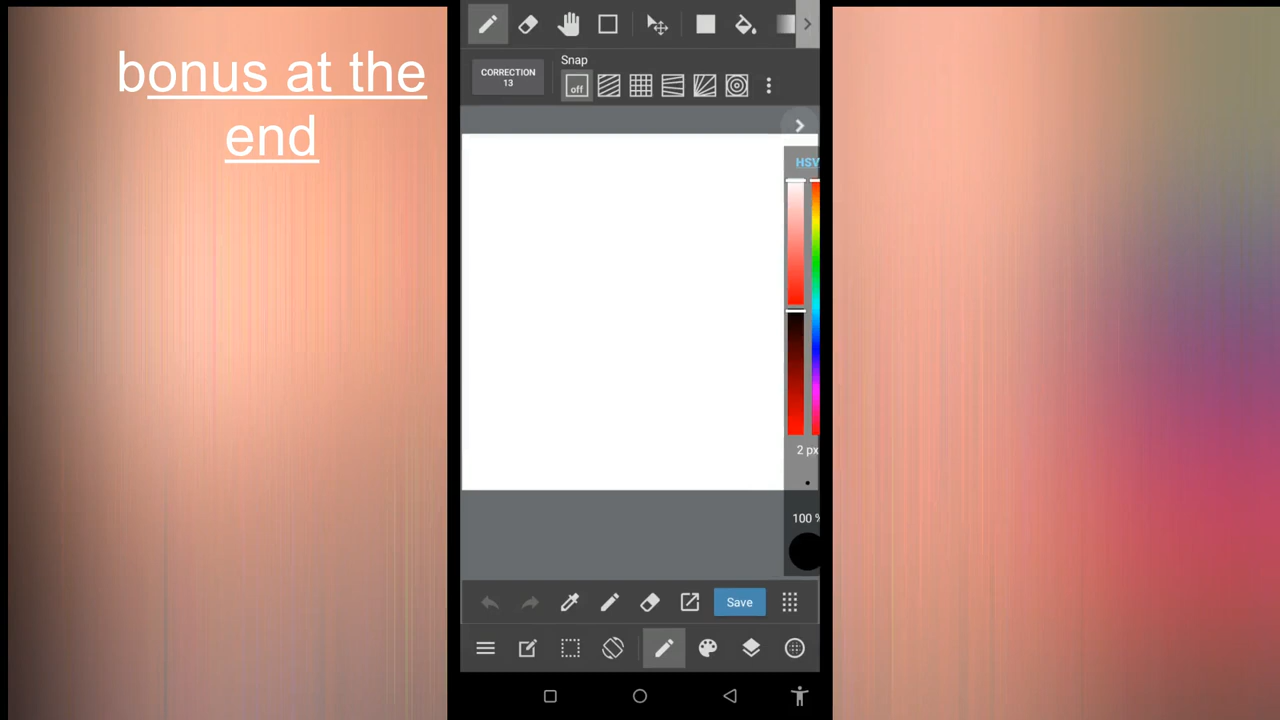 bonus at the
end
CORRECTION
13
Snap
off
HSV
2 px
100 %
Save